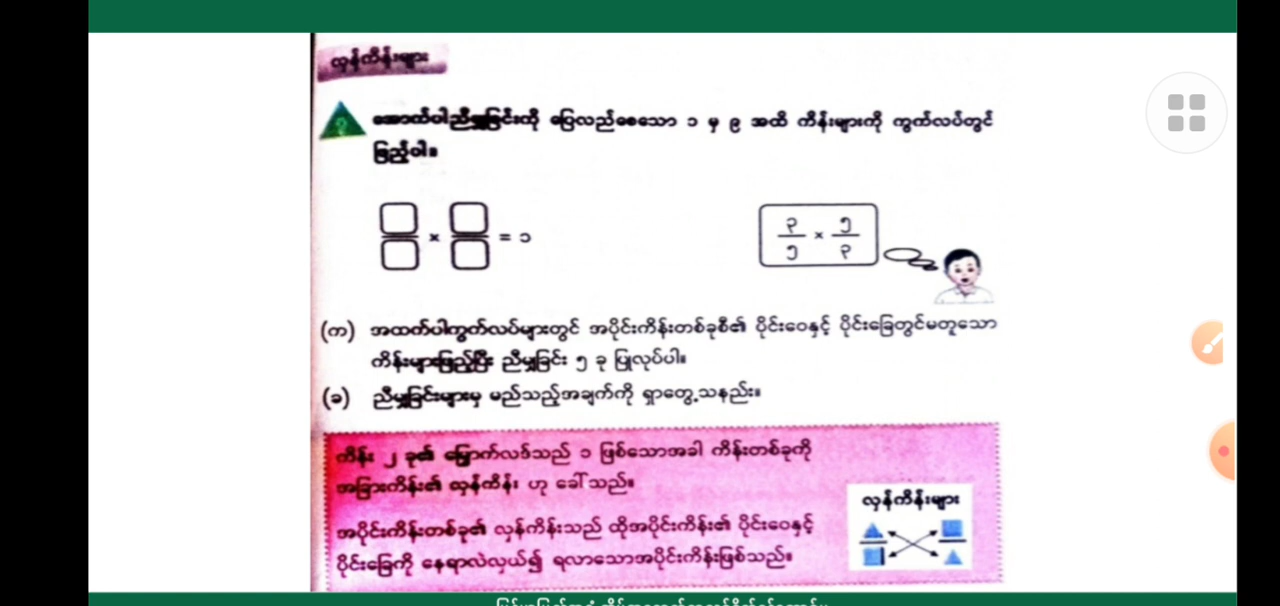 လှန်ကိန်းများ
၃ အောက်ပါညီမျှခြင်းကို ပြေလည်စေသော ၁ မှ ၉ အထိ ကိန်းများကို ကွက်လပ်တွင်
ဖြည့်ပါ။
□/□ × □/□ = ၁
၃/၅ × ၅/၃
(က) အထက်ပါကွက်လပ်များတွင် အပိုင်းကိန်းတစ်ခုစီ၏ ပိုင်းဝေနှင့် ပိုင်းခြေတွင်မတူသော
ကိန်းများဖြည့်ပြီး ညီမျှခြင်း ၅ ခု ပြုလုပ်ပါ။
(ခ) ညီမျှခြင်းများမှ မည်သည့်အချက်ကို ရှာတွေ့သနည်း။
ကိန်း ၂ ခု၏ မြှောက်လဒ်သည် ၁ ဖြစ်သောအခါ ကိန်းတစ်ခုကို
အခြားကိန်း၏ လှန်ကိန်း ဟု ခေါ်သည်။
အပိုင်းကိန်းတစ်ခု၏ လှန်ကိန်းသည် ထိုအပိုင်းကိန်း၏ ပိုင်းဝေနှင့်
ပိုင်းခြေကို နေရာလဲလှယ်၍ ရလာသောအပိုင်းကိန်းဖြစ်သည်။
လှန်ကိန်းများ